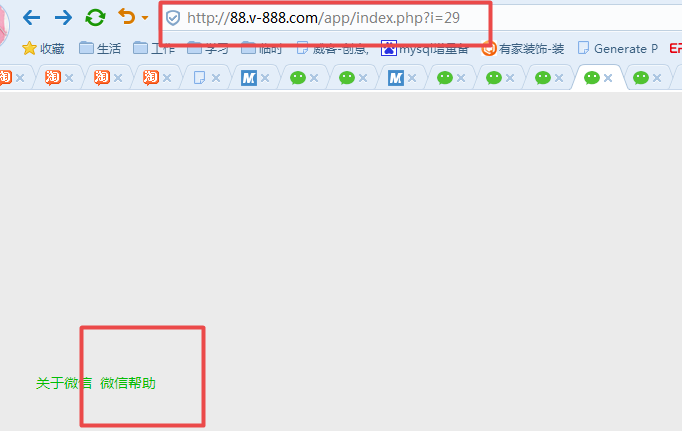 http://88.v-888.com/app/index.php?i=29
收藏 生活 工作 学习 临时 威客-创意, mysql增量备 有家装饰-装 Generate P EP
淘 淘 淘 M M
关于微信 微信帮助